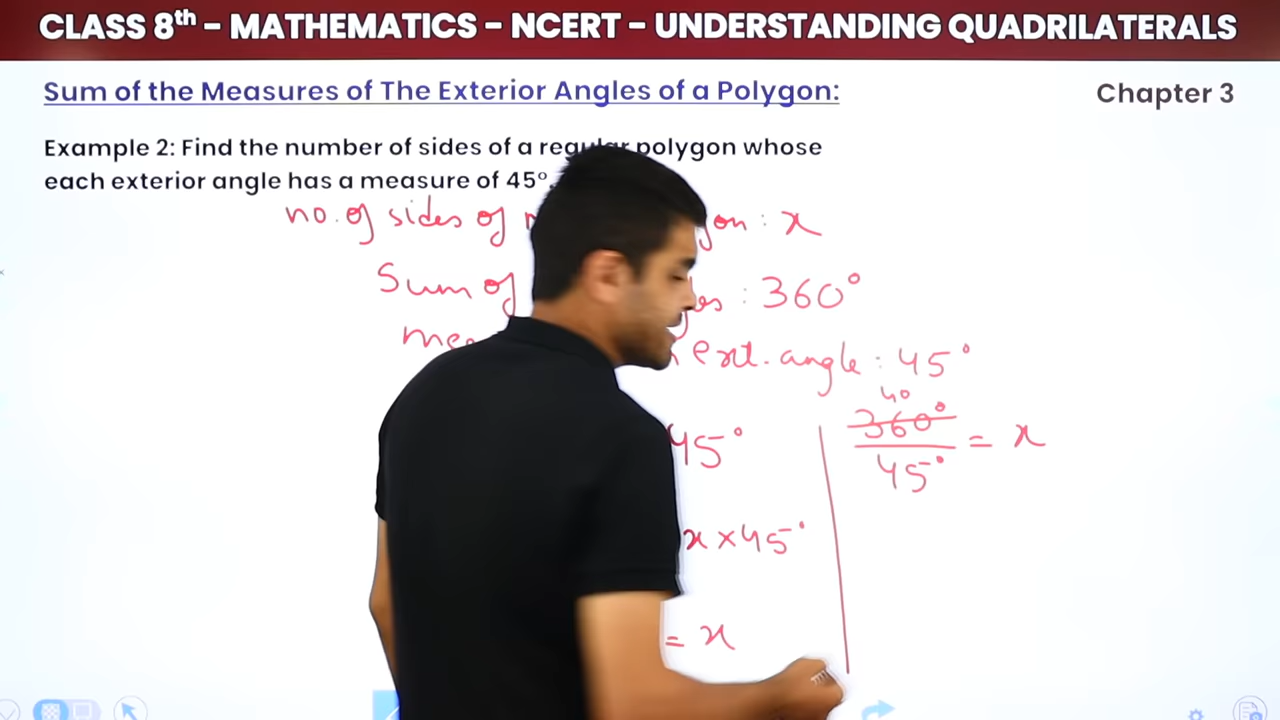 CLASS 8th - MATHEMATICS - NCERT - UNDERSTANDING QUADRILATERALS
Sum of the Measures of The Exterior Angles of a Polygon:
Chapter 3
Example 2: Find the number of sides of a regular polygon whose
each exterior angle has a measure of 45°.
no. of sides of : x
Sum of : 360°
ext. angle : 45°
40
360°
45° = x
45°
x × 45°
= x